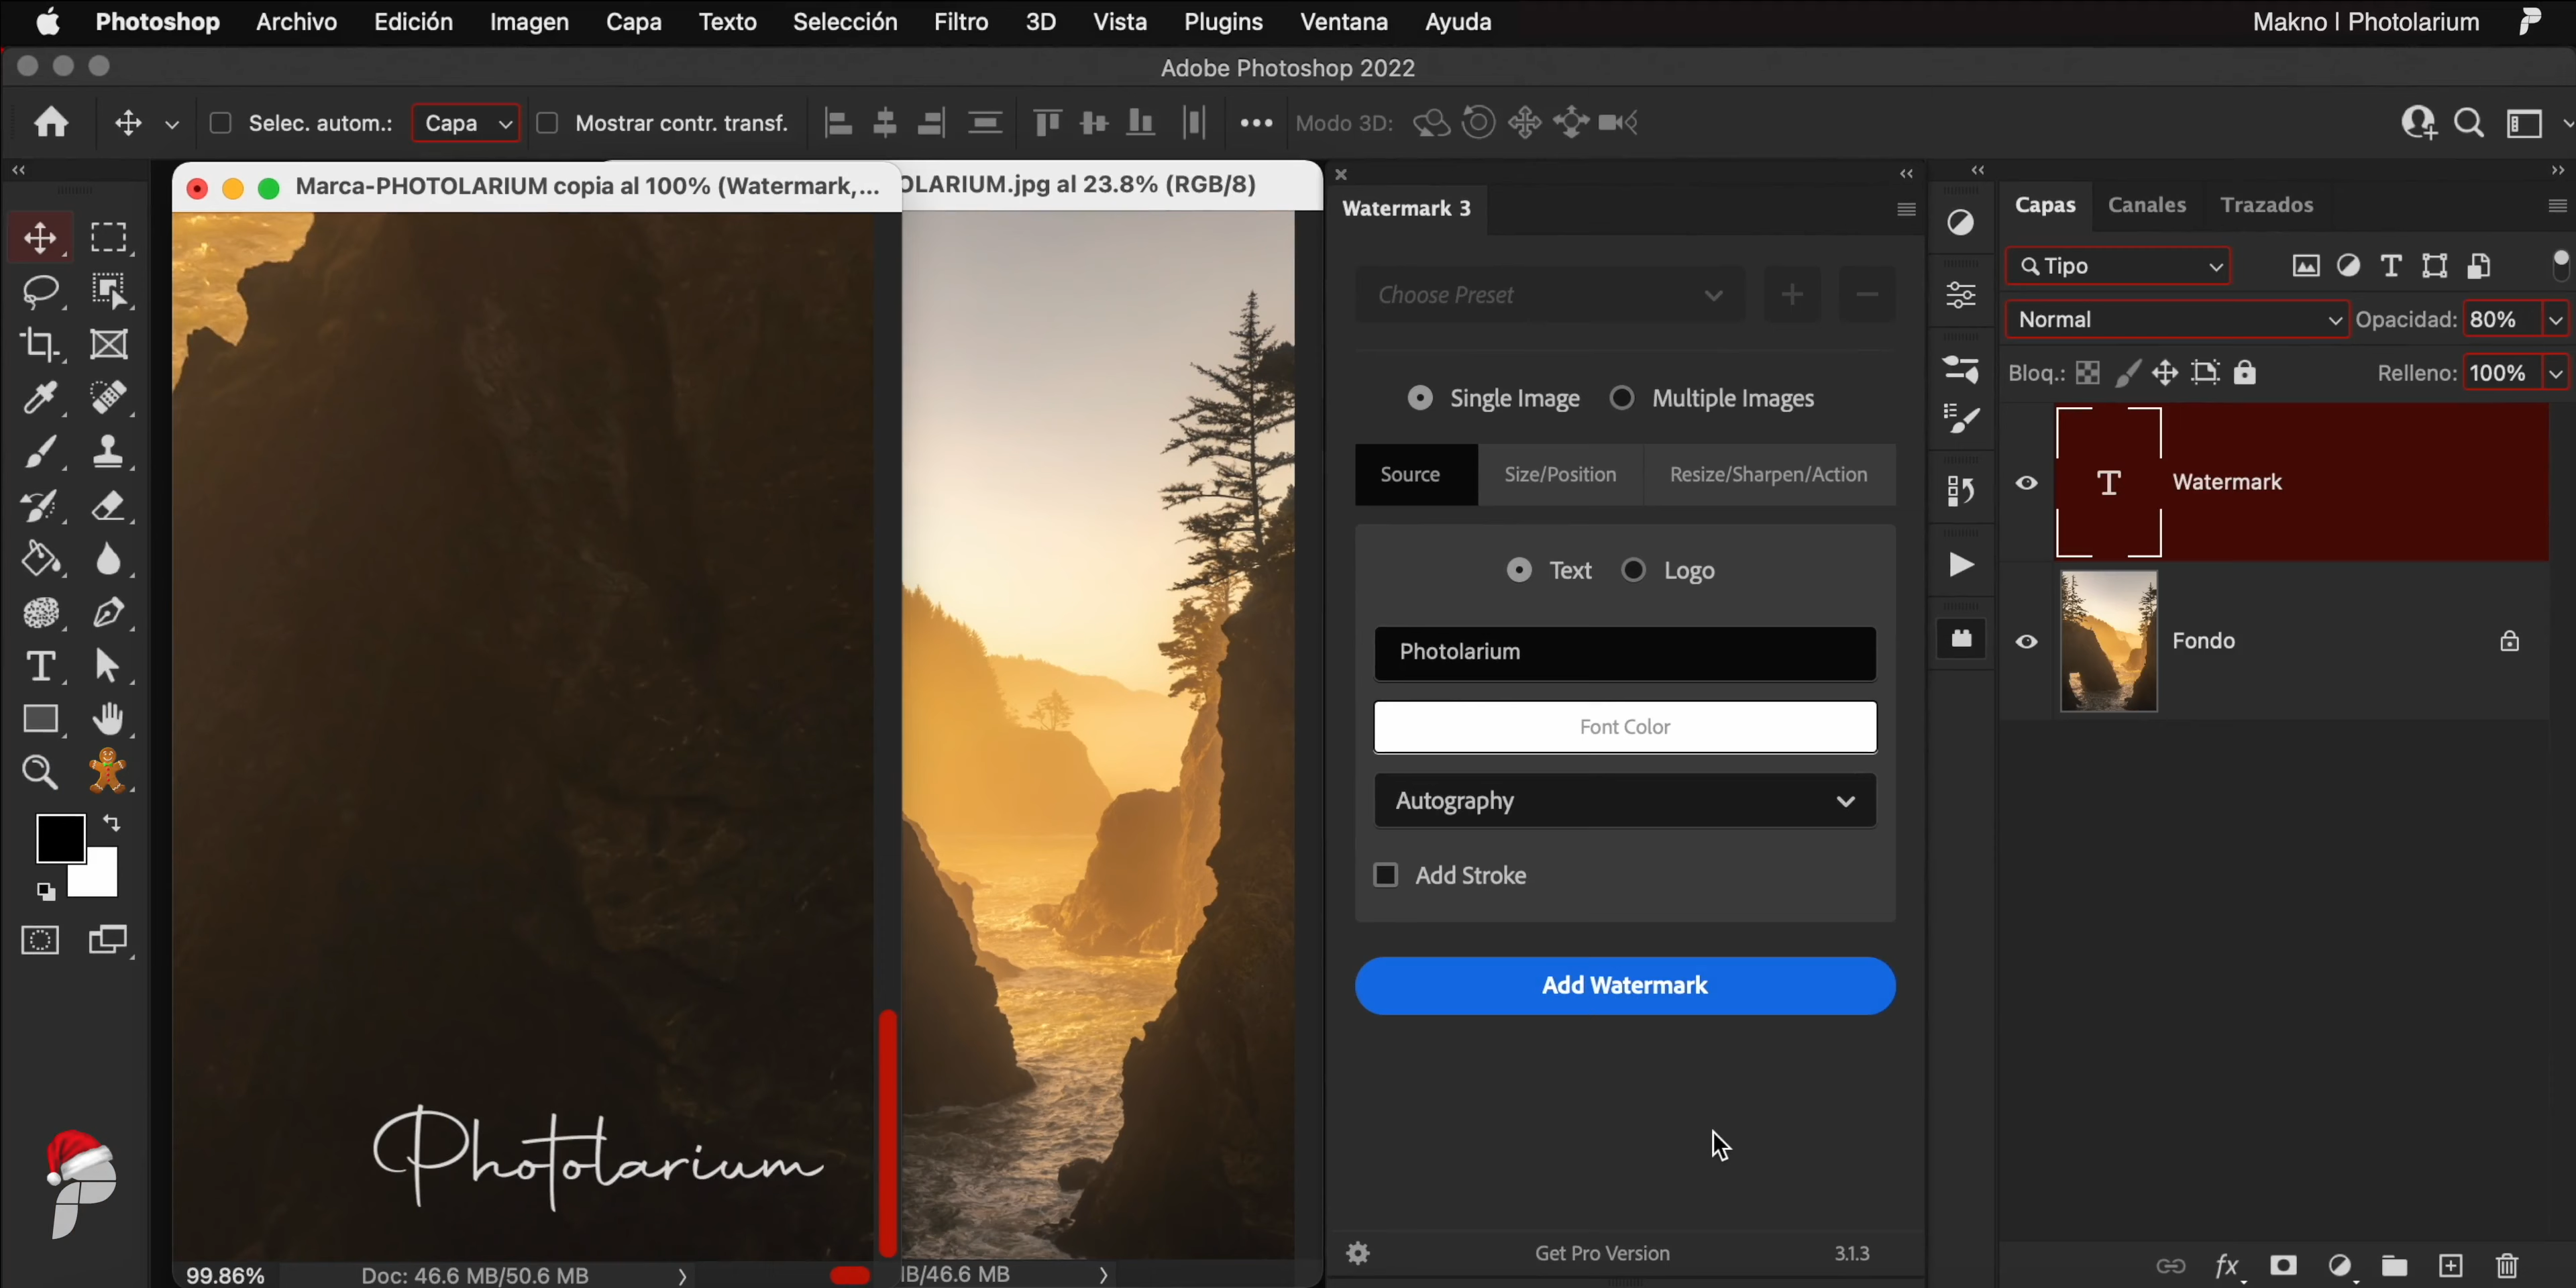 Photoshop Archivo Edición Imagen Capa Texto Selección Filtro 3D Vista Plugins Ventana Ayuda Makno | Photolarium
Adobe Photoshop 2022
Selec. autom.: Capa Mostrar contr. transf. Modo 3D:
Marca-PHOTOLARIUM copia al 100% (Watermark,...
OLARIUM.jpg al 23.8% (RGB/8)
Watermark 3
Choose Preset
Single Image Multiple Images
Source Size/Position Resize/Sharpen/Action
Text Logo
Photolarium
Font Color
Autography
Add Stroke
Add Watermark
Get Pro Version 3.1.3
Capas Canales Trazados
Tipo
Normal Opacidad: 80%
Bloq.: Relleno: 100%
T Watermark
Fondo
fx
Photolarium
99.86% Doc: 46.6 MB/50.6 MB
IB/46.6 MB